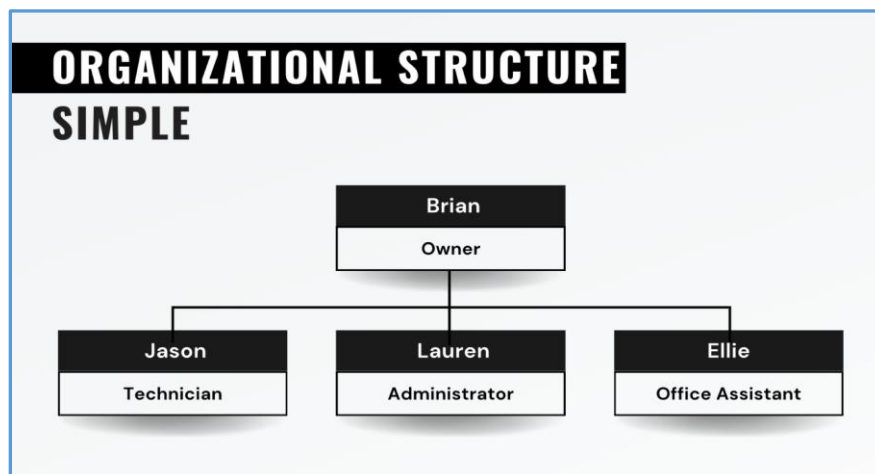 ORGANIZATIONAL STRUCTURE
SIMPLE
Brian
Owner
Jason
Technician
Lauren
Administrator
Ellie
Office Assistant